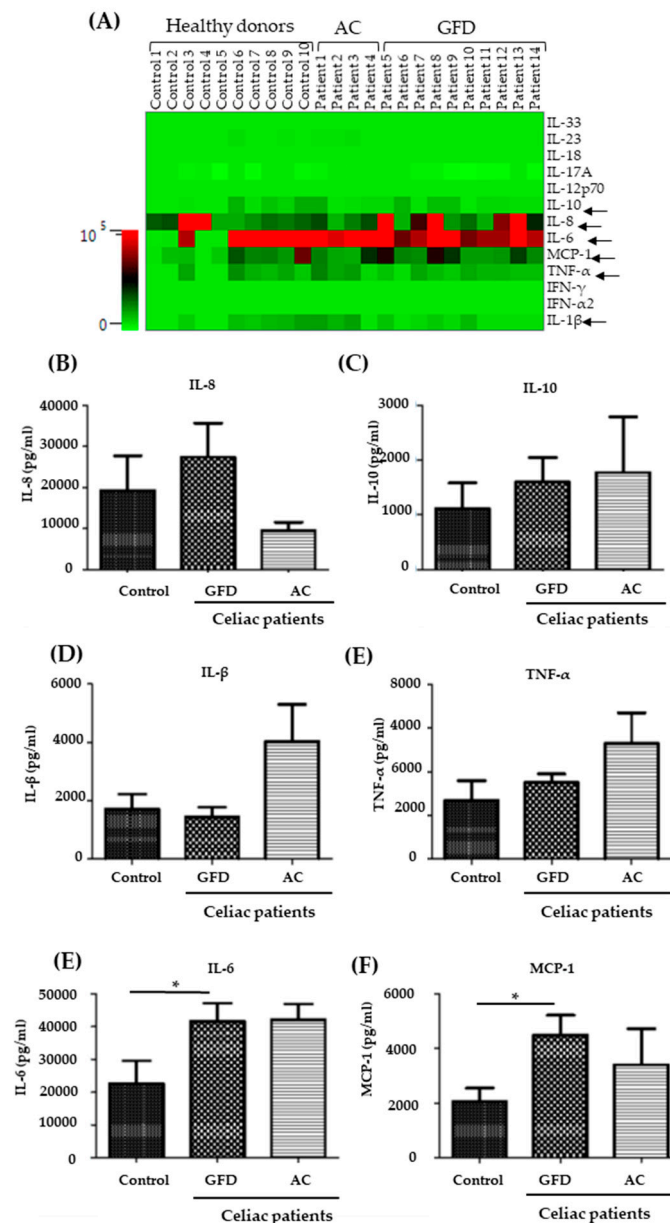 (A)
Healthy donors AC GFD
Control 1
Control 2
Control 3
Control 4
Control 5
Control 6
Control 7
Control 8
Control 9
Control 10
Patient 1
Patient 2
Patient 3
Patient 4
Patient 5
Patient 6
Patient 7
Patient 8
Patient 9
Patient 10
Patient 11
Patient 12
Patient 13
Patient 14
IL-33
IL-23
IL-18
IL-17A
IL-12p70
IL-10
IL-8
IL-6
MCP-1
TNF-α
IFN-γ
IFN-α2
IL-1β
10 5
0
(B)
IL-8
IL-8 (pg/ml)
40000
30000
20000
10000
0
Control GFD AC
Celiac patients
(C)
IL-10
IL-10 (pg/ml)
3000
2000
1000
0
Control GFD AC
Celiac patients
(D)
IL-β
IL-β (pg/ml)
6000
4000
2000
0
Control GFD AC
Celiac patients
(E)
TNF-α
TNF-α (pg/ml)
8000
4000
6000
2000
0
Control GFD AC
Celiac patients
(E)
IL-6
IL-6 (pg/ml)
50000
40000
30000
20000
10000
0
*
Control GFD AC
Celiac patients
(F)
MCP-1
MCP-1 (pg/ml)
6000
4000
2000
0
*
Control GFD AC
Celiac patients